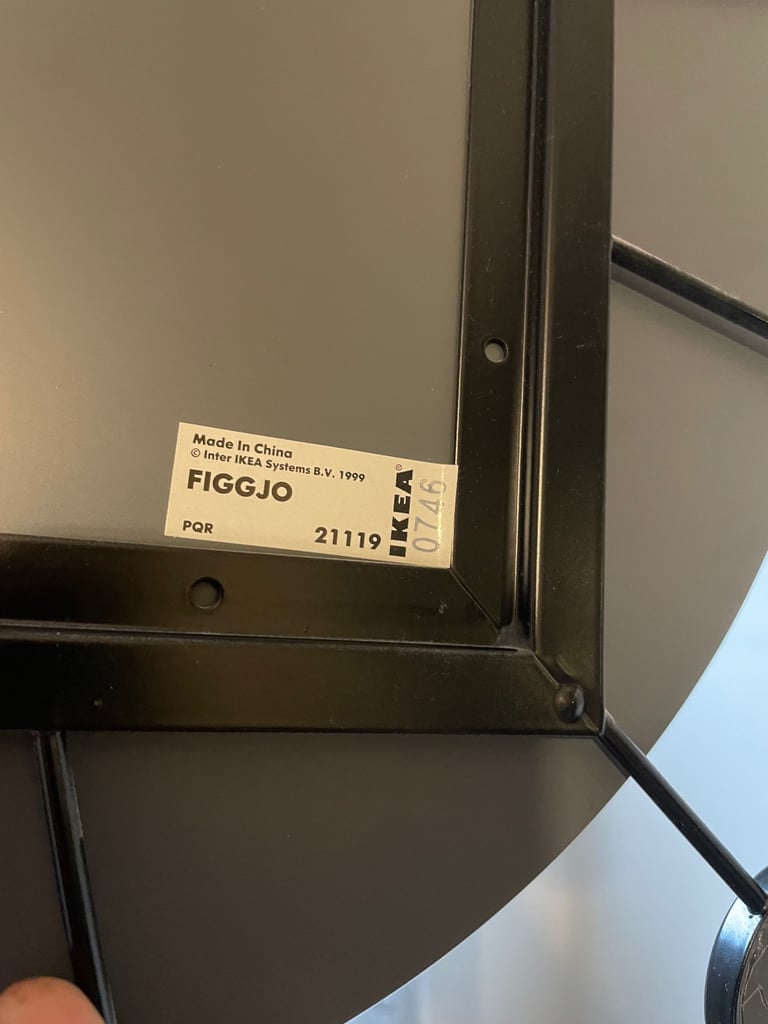 Made In China
© Inter IKEA Systems B.V. 1999
FIGGJO
PQR
21119
IKEA®
0746